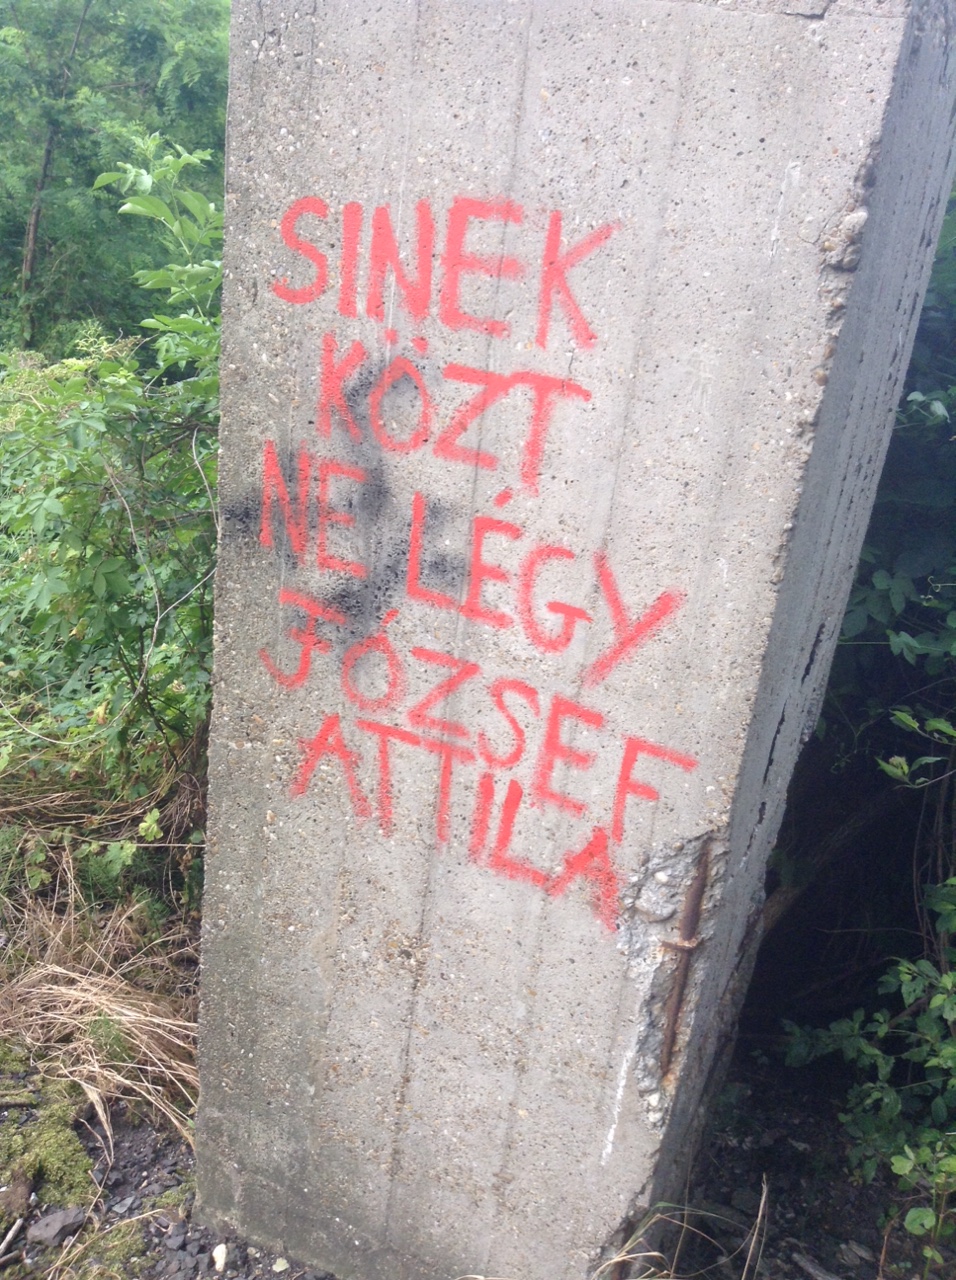 SINEK
KÖZT
NE LÉGY
JÓZSEF
ATTILA